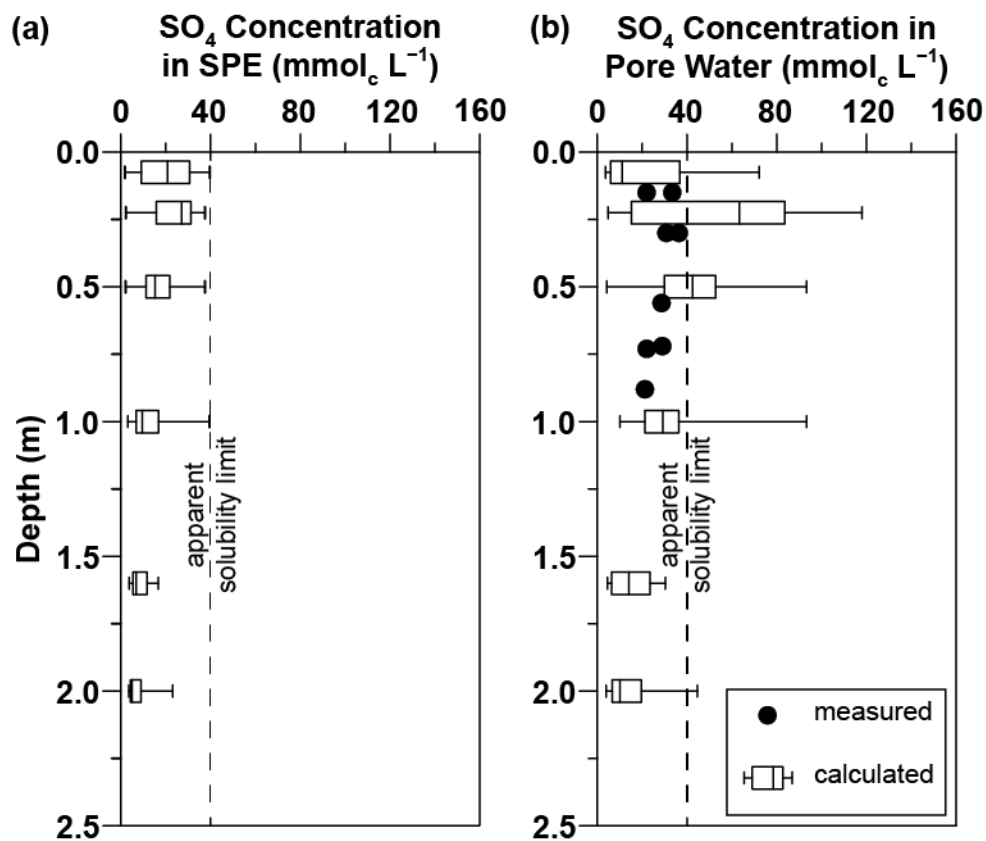 (a)
SO₄ Concentration
in SPE (mmol_c L⁻¹)
0 40 80 120 160
(b)
SO₄ Concentration in
Pore Water (mmol_c L⁻¹)
0 40 80 120 160
Depth (m)
0.0
0.5
1.0
1.5
2.0
2.5
apparent
solubility limit
0.0
0.5
1.0
1.5
2.0
2.5
apparent
solubility limit
measured
calculated